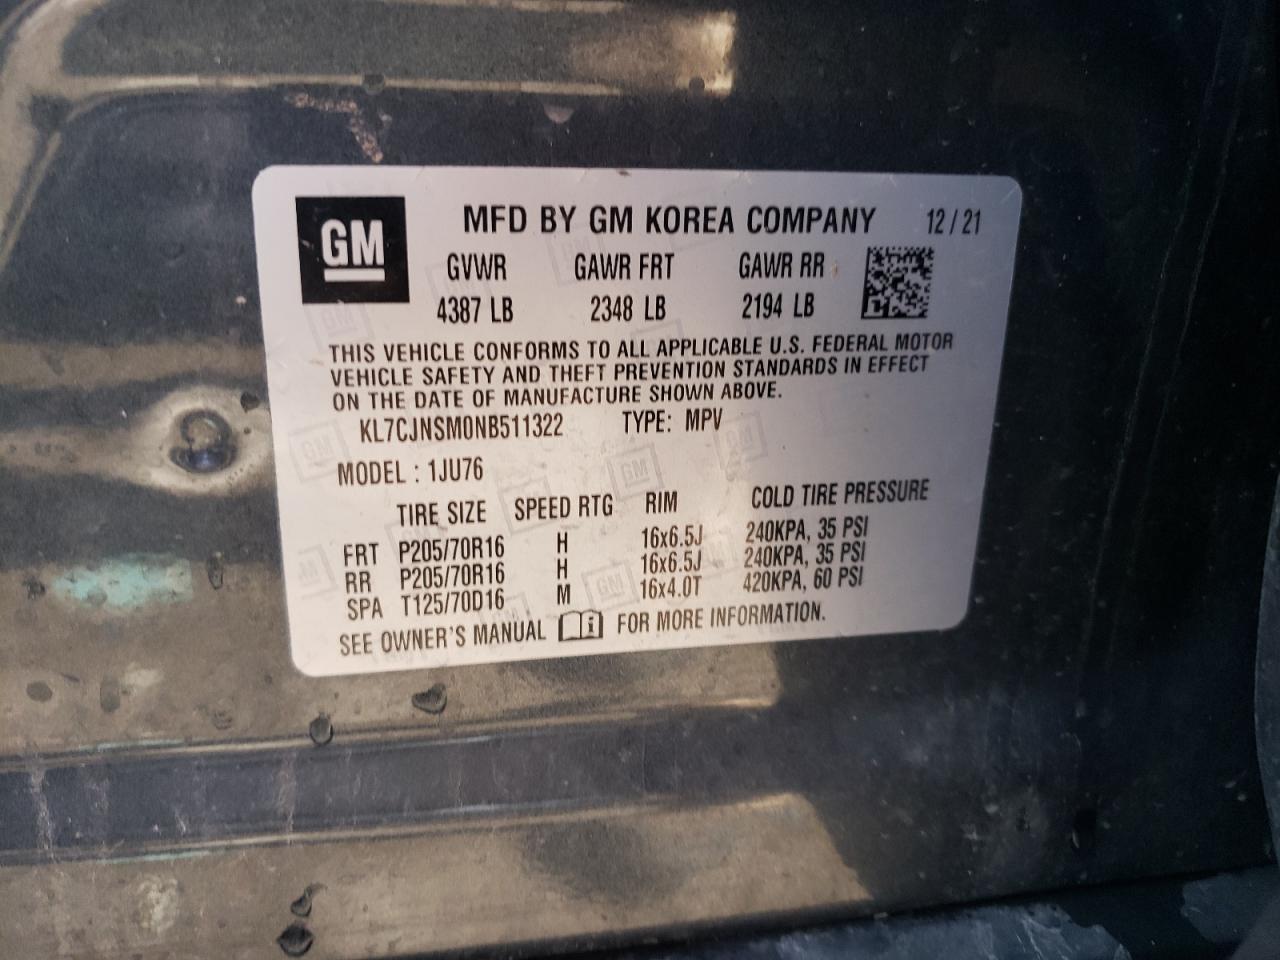 GM MFD BY GM KOREA COMPANY 12/21
GVWR GAWR FRT GAWR RR
4387 LB 2348 LB 2194 LB
THIS VEHICLE CONFORMS TO ALL APPLICABLE U.S. FEDERAL MOTOR
VEHICLE SAFETY AND THEFT PREVENTION STANDARDS IN EFFECT
ON THE DATE OF MANUFACTURE SHOWN ABOVE.
KL7CJNSM0NB511322 TYPE: MPV
MODEL : 1JU76
TIRE SIZE SPEED RTG RIM COLD TIRE PRESSURE
FRT P205/70R16 H 16x6.5J 240KPA, 35 PSI
RR P205/70R16 H 16x6.5J 240KPA, 35 PSI
SPA T125/70D16 M 16x4.0T 420KPA, 60 PSI
SEE OWNER'S MANUAL FOR MORE INFORMATION.